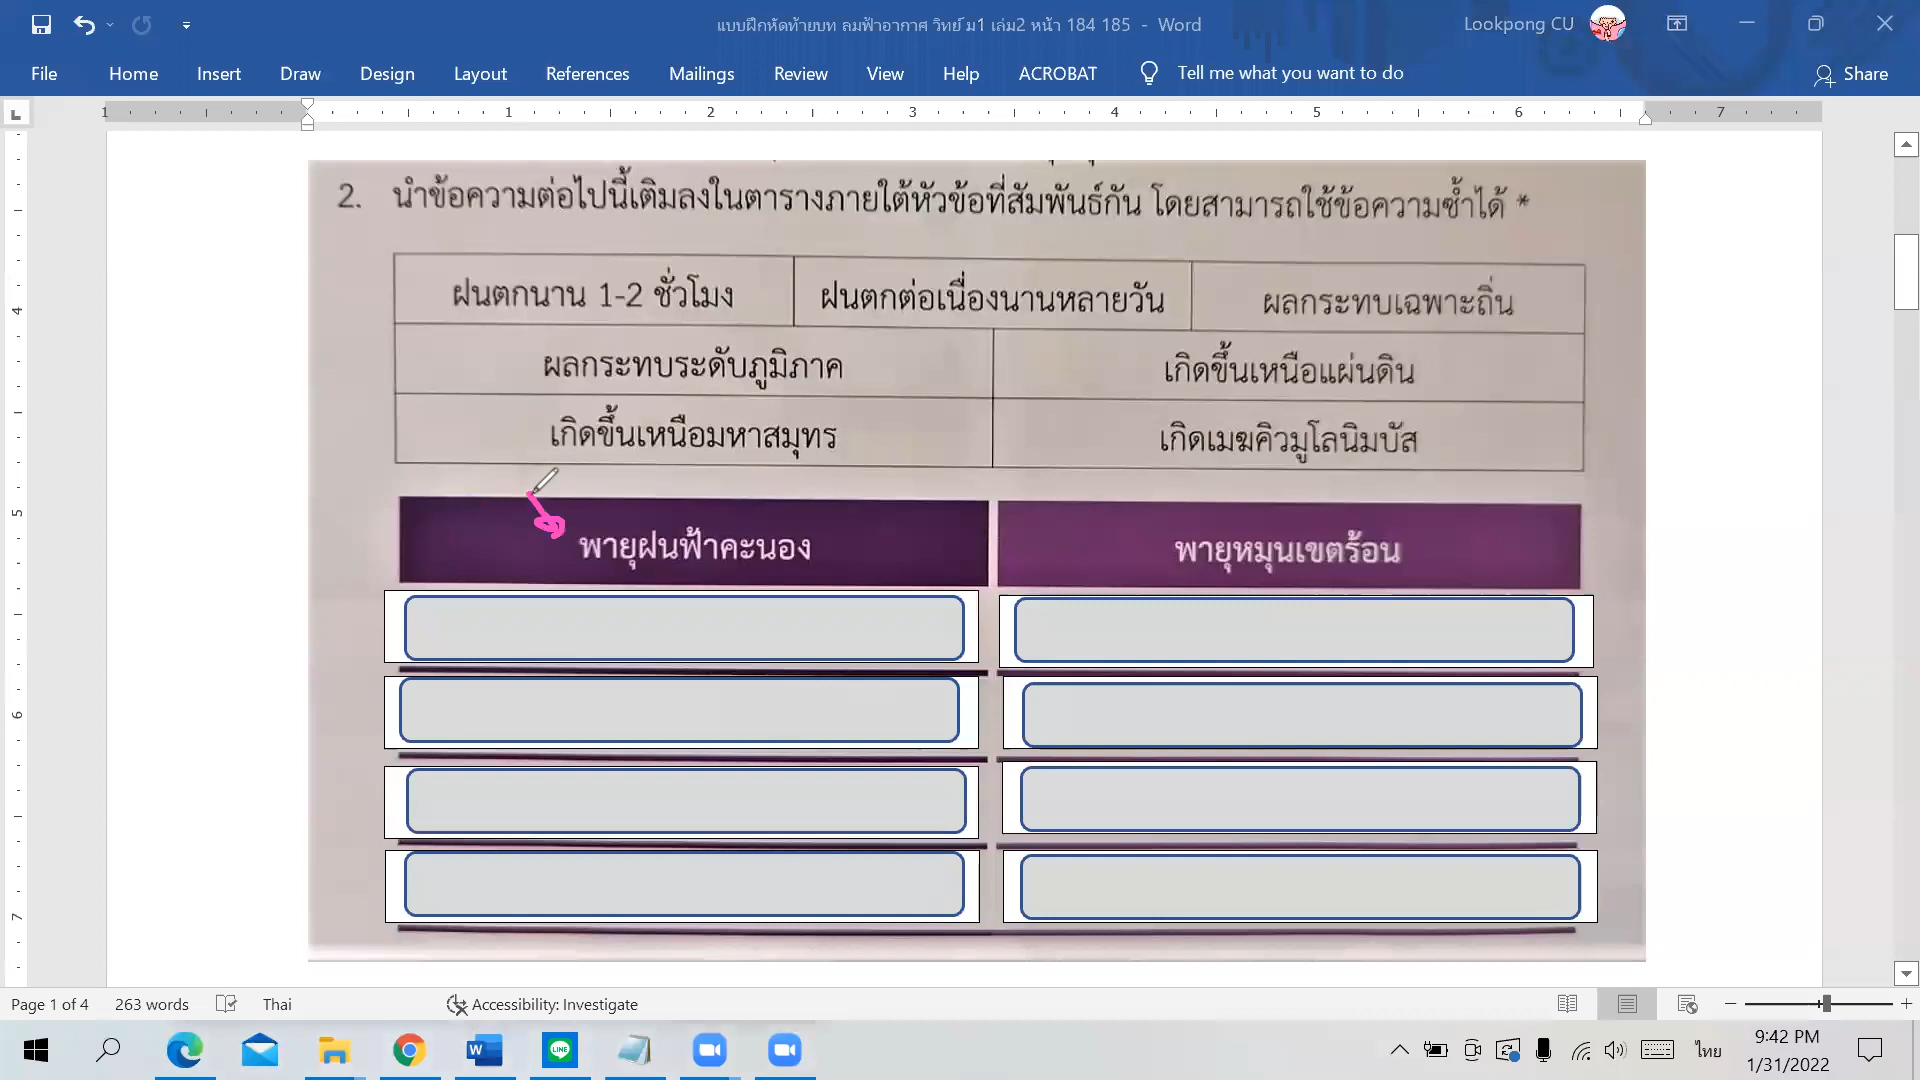 แบบฝึกหัดท้ายบท ลมฟ้าอากาศ วิทย์ ม1 เล่ม2 หน้า 184 185 - Word
Lookpong CU
File Home Insert Draw Design Layout References Mailings Review View Help ACROBAT Tell me what you want to do Share
1 1 2 3 4 5 6 7
2. นำข้อความต่อไปนี้เติมลงในตารางภายใต้หัวข้อที่สัมพันธ์กัน โดยสามารถใช้ข้อความซ้ำได้ *
ฝนตกนาน 1-2 ชั่วโมง ฝนตกต่อเนื่องนานหลายวัน ผลกระทบเฉพาะถิ่น
4
ผลกระทบระดับภูมิภาค เกิดขึ้นเหนือแผ่นดิน
เกิดขึ้นเหนือมหาสมุทร เกิดเมฆคิวมูโลนิมบัส
5
พายุฝนฟ้าคะนอง พายุหมุนเขตร้อน
6
7
Page 1 of 4 263 words Thai Accessibility: Investigate
9:42 PM
ไทย
1/31/2022